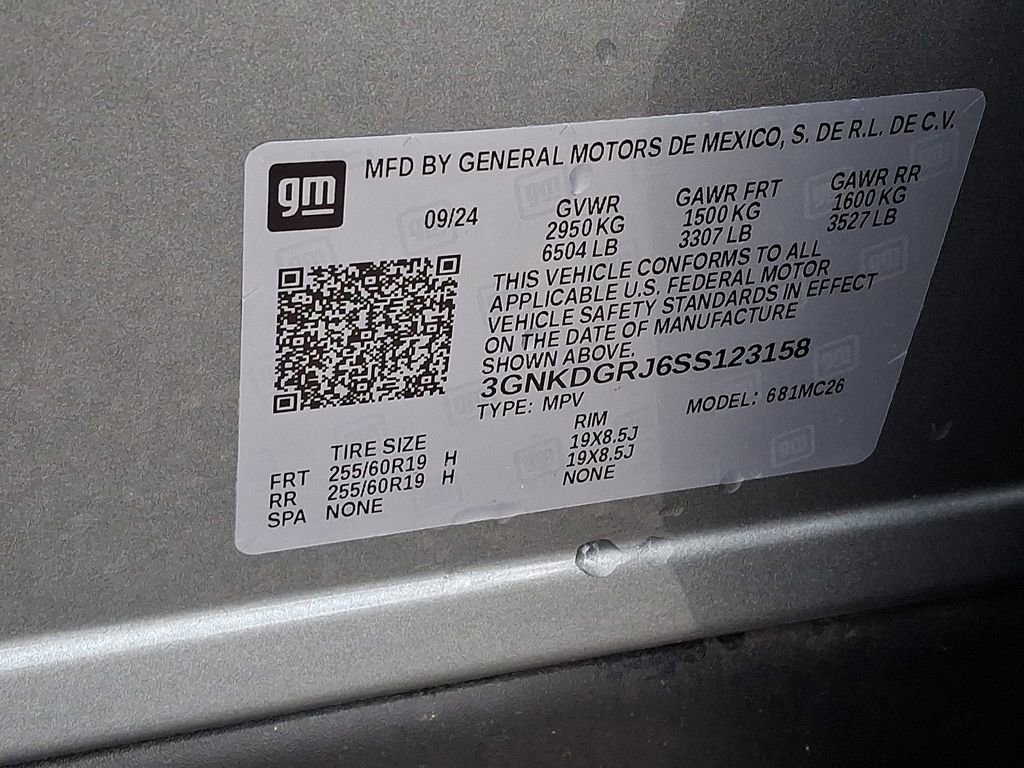 gm
MFD BY GENERAL MOTORS DE MEXICO, S. DE R.L. DE C.V.
09/24
GVWR GAWR FRT GAWR RR
2950 KG 1500 KG 1600 KG
6504 LB 3307 LB 3527 LB
THIS VEHICLE CONFORMS TO ALL
APPLICABLE U.S. FEDERAL MOTOR
VEHICLE SAFETY STANDARDS IN EFFECT
ON THE DATE OF MANUFACTURE
SHOWN ABOVE.
3GNKDGRJ6SS123158
TYPE: MPV MODEL: 681MC26
TIRE SIZE RIM
FRT 255/60R19 H 19X8.5J
RR 255/60R19 H 19X8.5J
SPA NONE NONE